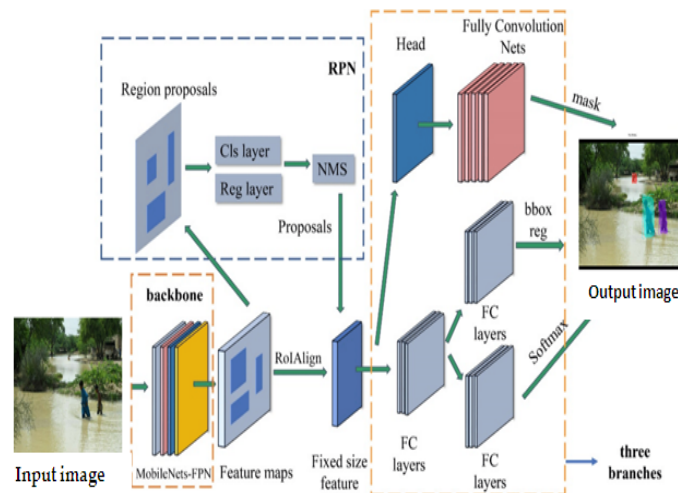 Fully Convolution
Nets
Head
RPN
mask
Region proposals
Cls layer
Reg layer
NMS
Proposals
bbox
reg
Output image
backbone
RoIAlign
FC
layers
Softmax
Input image
MobileNets-FPN
Feature maps
Fixed size
feature
FC
layers
FC
layers
three
branches